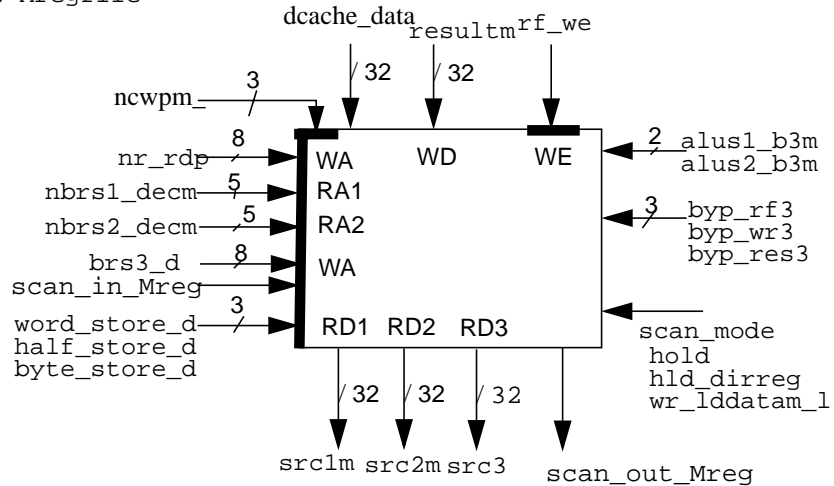 dcache_data
resultm
rf_we
32
32
3
ncwpm_
8
nr_rdp
WA
WD
WE
2
alus1_b3m
alus2_b3m
5
nbrs1_decm
RA1
5
nbrs2_decm
RA2
3
byp_rf3
byp_wr3
byp_res3
8
brs3_d
WA
scan_in_Mreg
3
word_store_d
half_store_d
byte_store_d
RD1
RD2
RD3
scan_mode
hold
hld_dirreg
wr_lddatam_l
32
32
32
src1m
src2m
src3
scan_out_Mreg